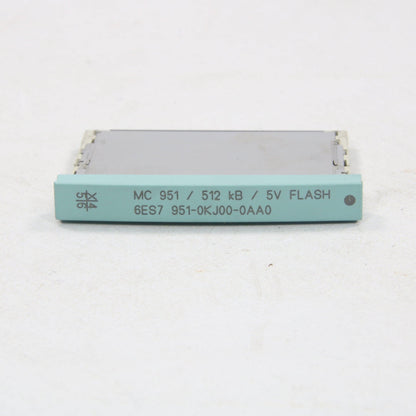 MC 951 / 512 kB / 5V FLASH
6ES7 951-0KJ00-0AA0